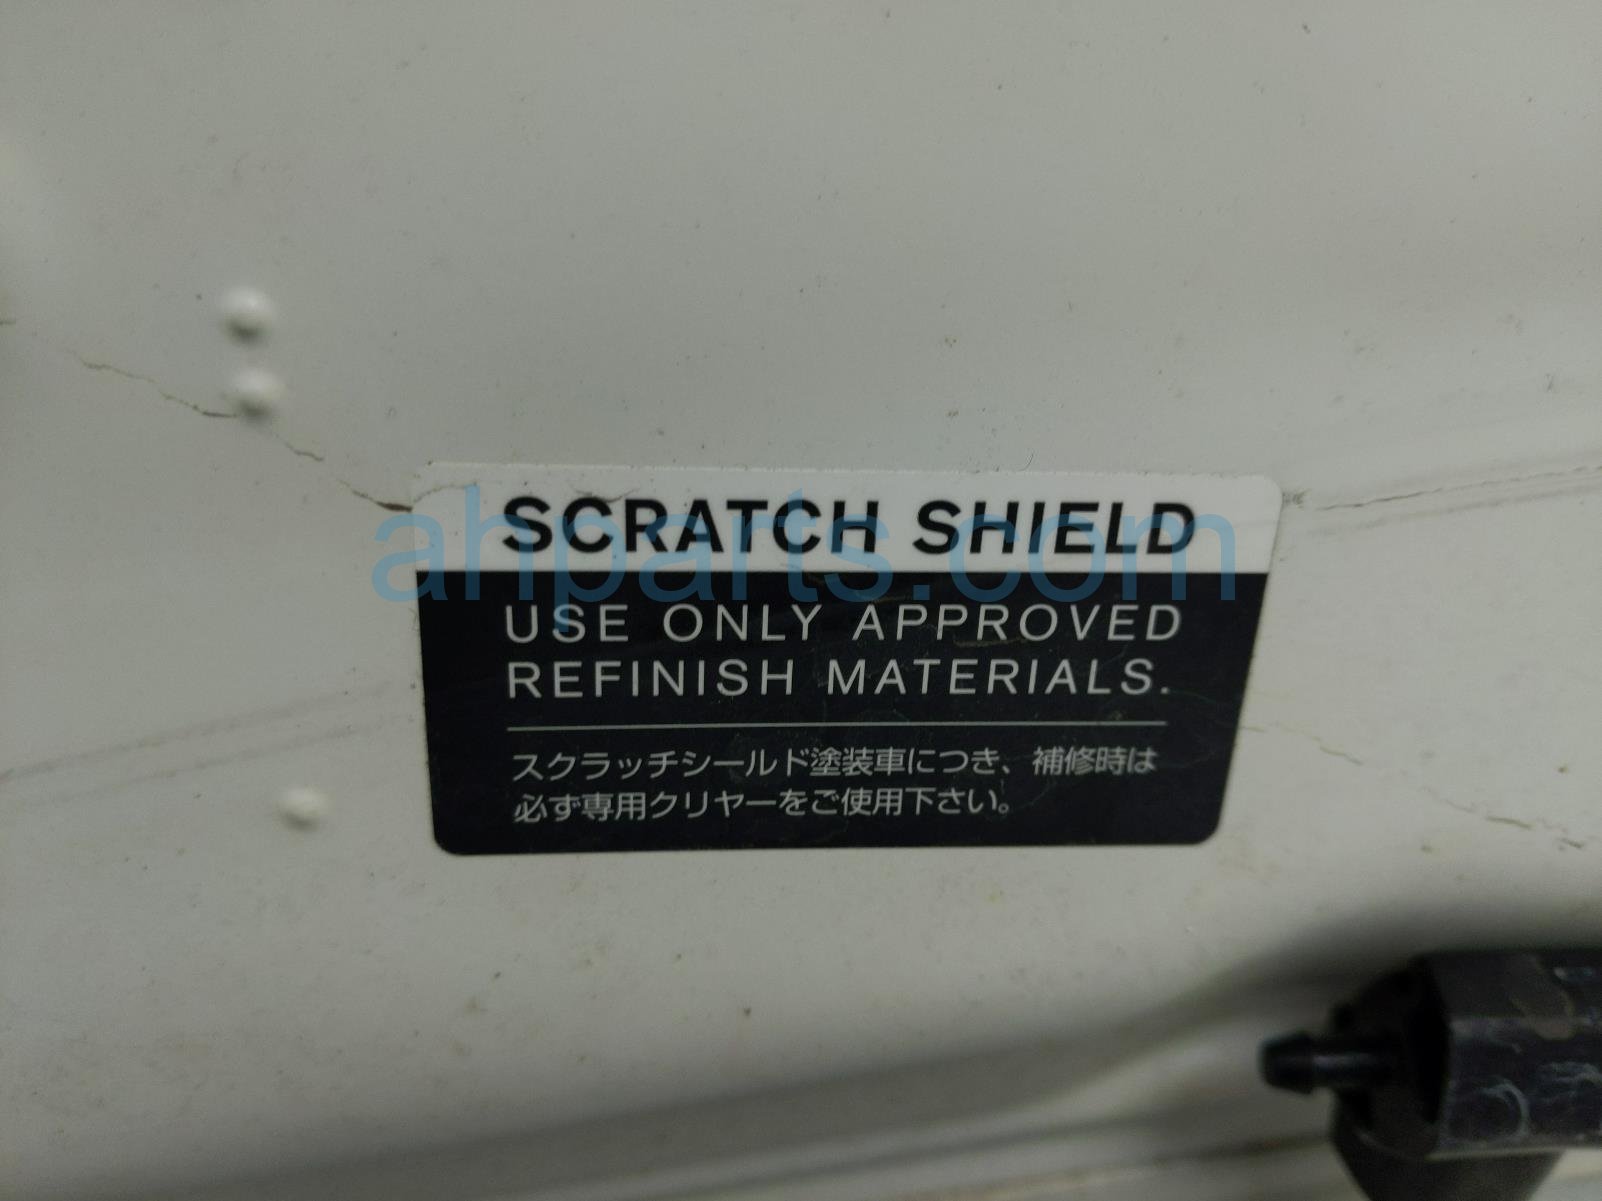 SCRATCH SHIELD
ahparts.com
USE ONLY APPROVED
REFINISH MATERIALS.
スクラッチシールド塗装車につき、補修時は
必ず専用クリヤーをご使用下さい。